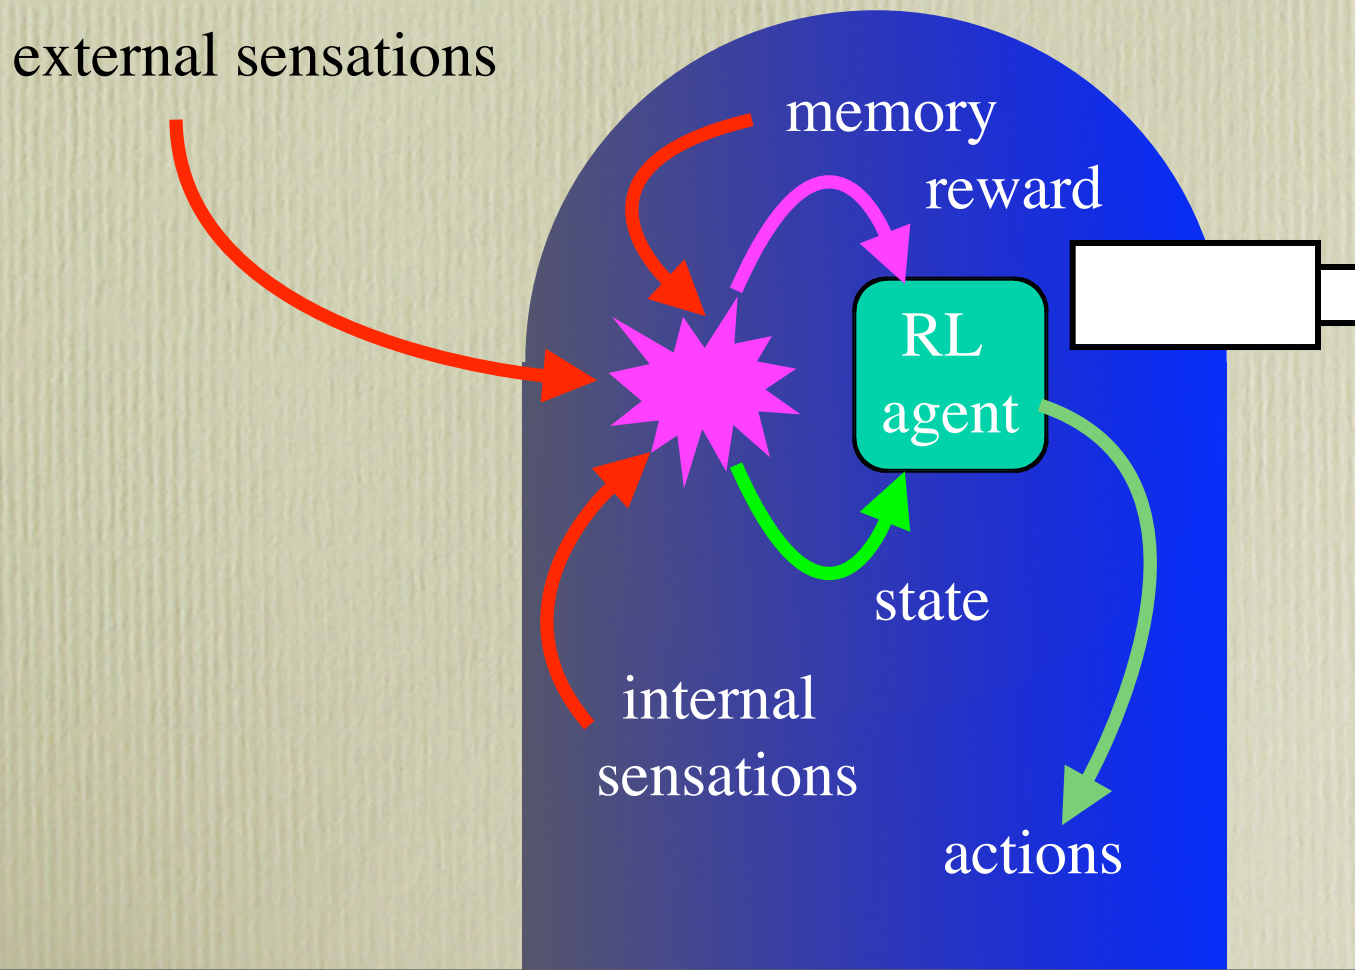 external sensations
memory
reward
RL
agent
state
internal
sensations
actions